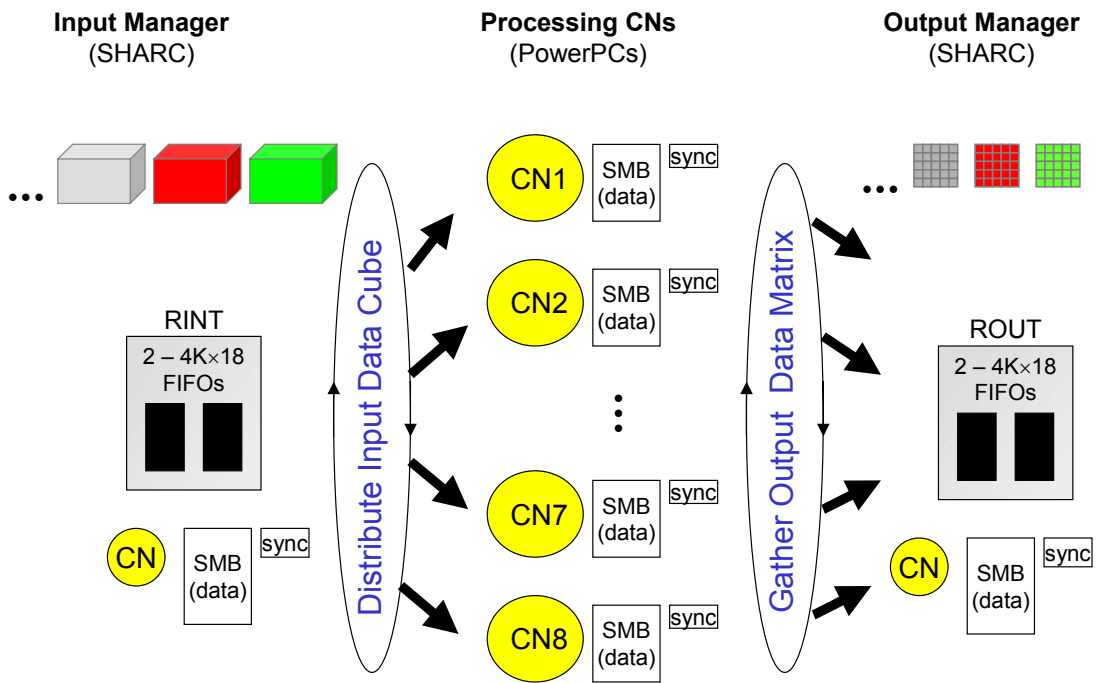 Input Manager
(SHARC)
Processing CNs
(PowerPCs)
Output Manager
(SHARC)
...
RINT
2 – 4K×18
FIFOs
CN
SMB
(data)
sync
Distribute Input Data Cube
CN1
SMB
(data)
sync
CN2
SMB
(data)
sync
...
CN7
SMB
(data)
sync
CN8
SMB
(data)
sync
Gather Output Data Matrix
...
ROUT
2 – 4K×18
FIFOs
CN
SMB
(data)
sync